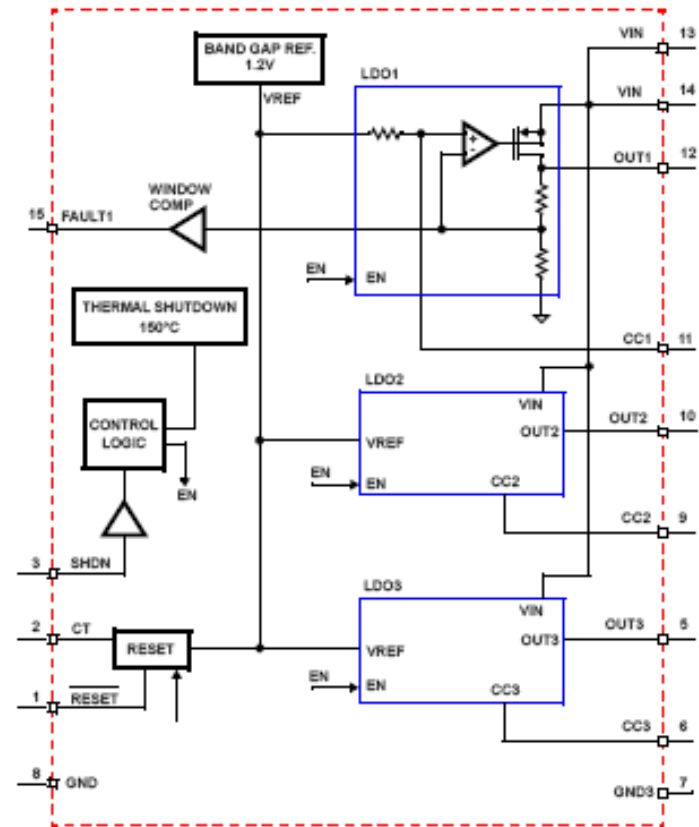 BAND GAP REF.
1.2V
VREF
LDO1
VIN 13
VIN 14
OUT1 12
+
-
WINDOW
COMP
15 FAULT1
EN
EN
THERMAL SHUTDOWN
150°C
CC1 11
LDO2
VIN
OUT2 10
OUT2
VREF
CONTROL
LOGIC
EN
EN
EN
CC2
CC2 9
3 SHDN
LDO3
VIN
OUT3 5
OUT3
2 CT
RESET
VREF
EN
EN
1 RESET
CC3
CC3 6
8 GND
GND3 7